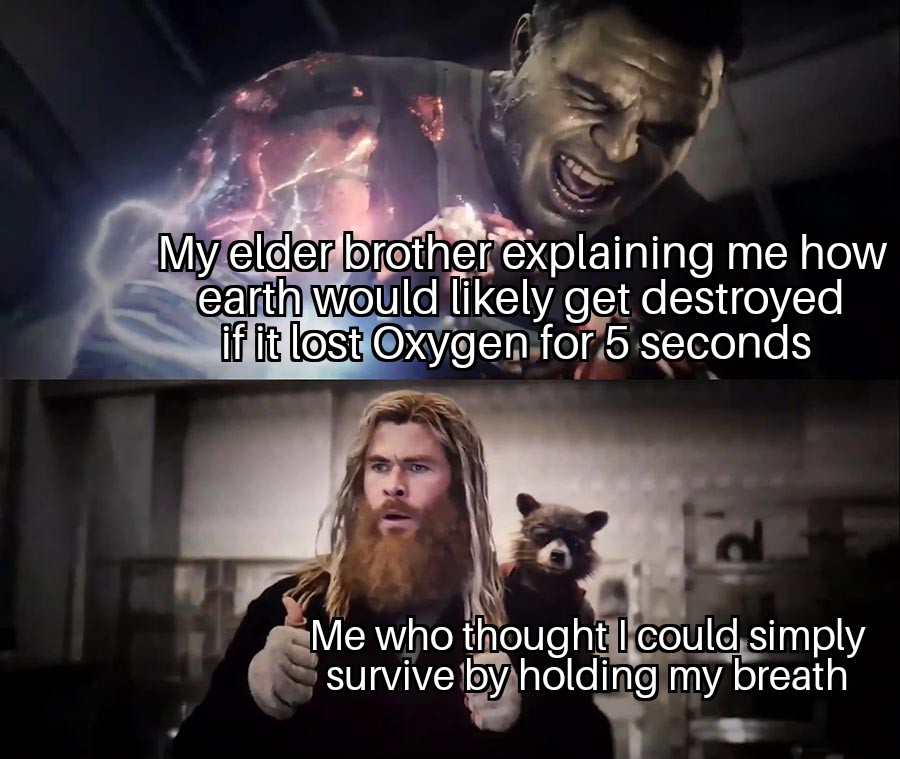 My elder brother explaining me how
earth would likely get destroyed
if it lost Oxygen for 5 seconds
Me who thought I could simply
survive by holding my breath